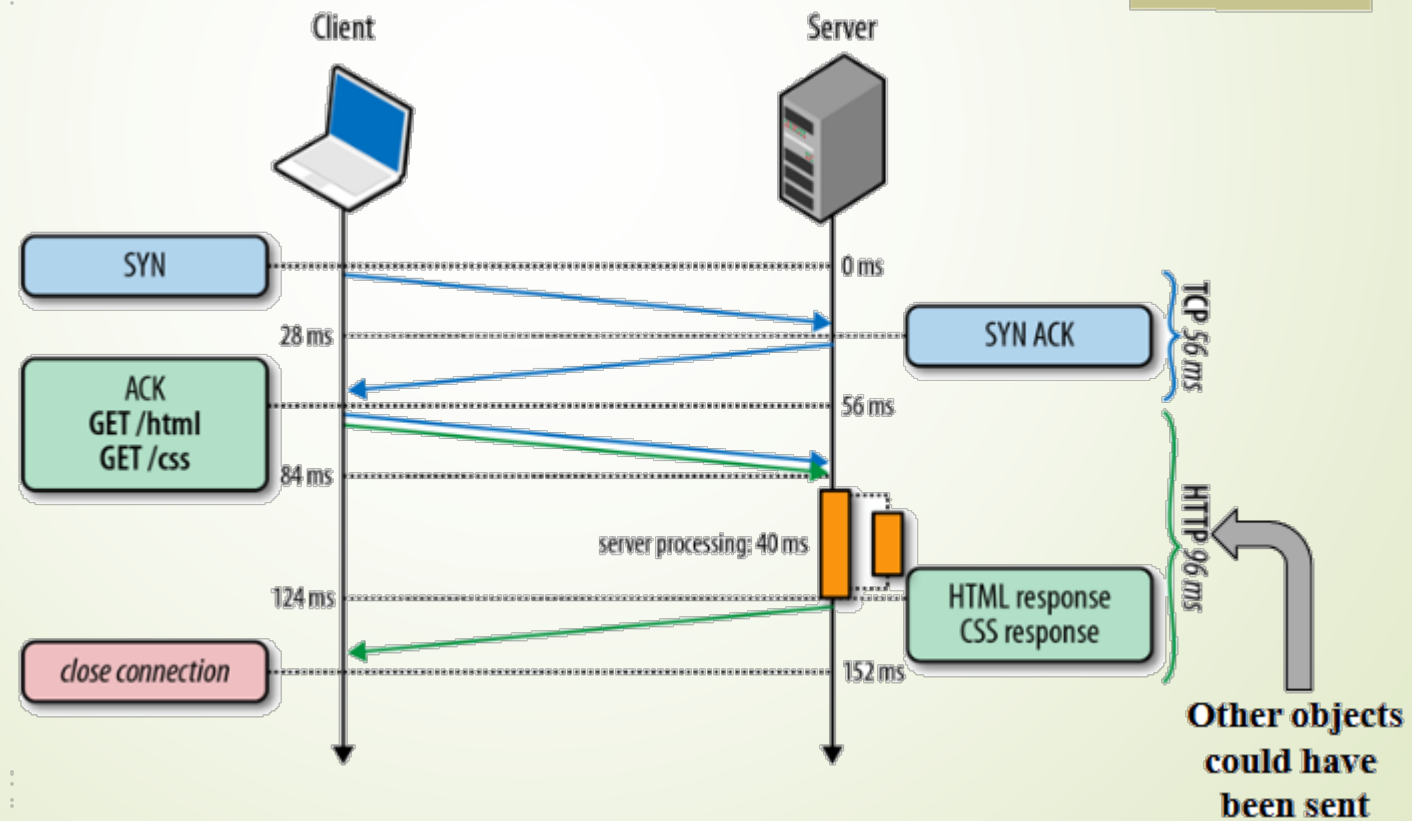 Client
Server
SYN
0 ms
28 ms
SYN ACK
TCP 56 ms
ACK
GET /html
GET /css
56 ms
84 ms
server processing: 40 ms
HTTP 96 ms
124 ms
HTML response
CSS response
close connection
152 ms
Other objects
could have
been sent